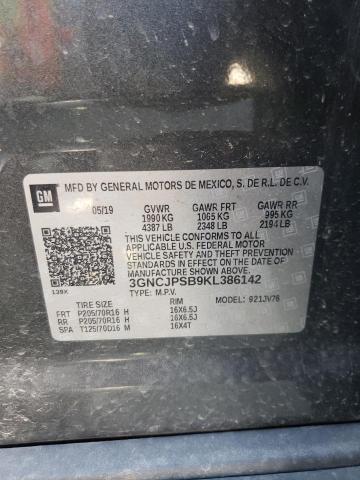 GM
MFD BY GENERAL MOTORS DE MEXICO, S. DE R.L. DE C.V.
05/19 GVWR GAWR FRT GAWR RR
1990 KG 1065 KG 995 KG
4387 LB 2348 LB 2194 LB
THIS VEHICLE CONFORMS TO ALL
APPLICABLE U.S. FEDERAL MOTOR
VEHICLE SAFETY AND THEFT
PREVENTION STANDARDS IN EFFECT ON THE
DATE OF MANUFACTURE SHOWN ABOVE.
3GNCJPSB9KL386142
139X TYPE: M.P.V.
TIRE SIZE RIM MODEL: 921JV76
FRT P205/70R16 H 16X6.5J
RR P205/70R16 H 16X6.5J
SPA T125/70D16 M 16X4T